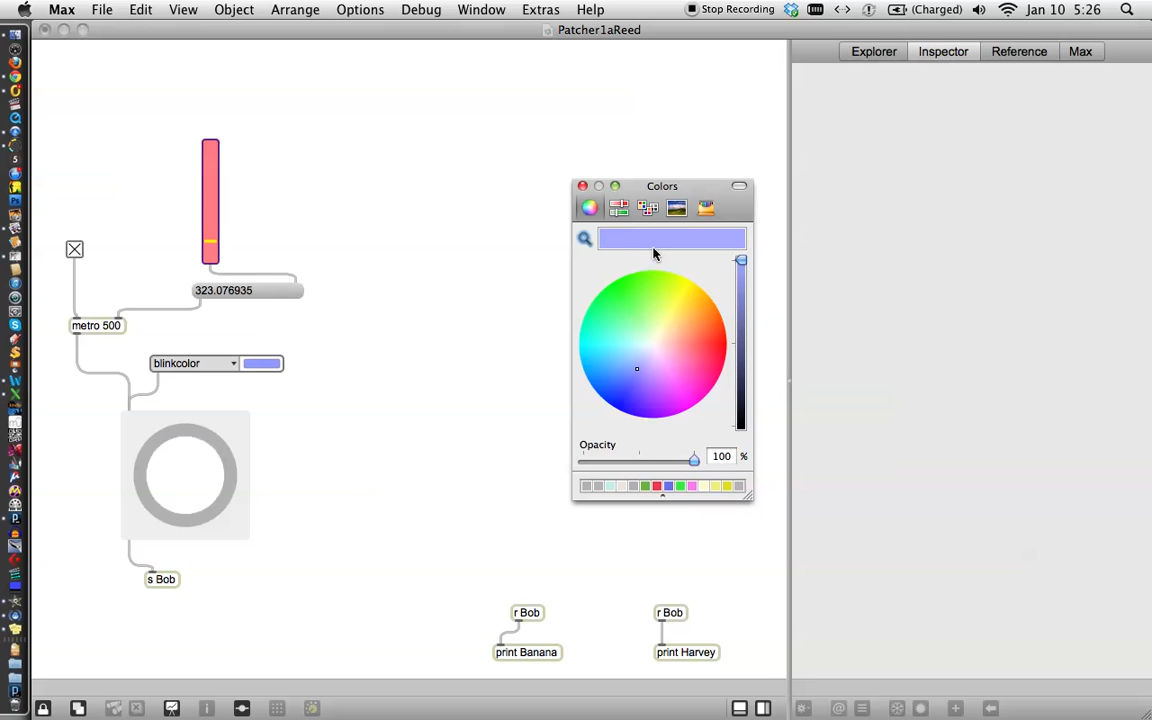 Max File Edit View Object Arrange Options Debug Window Extras Help Stop Recording (Charged) Jan 10 5:26
Patcher1aReed
Explorer Inspector Reference Max
Colors
323.076935
metro 500
blinkcolor
Opacity
100 %
s Bob
r Bob r Bob
print Banana print Harvey